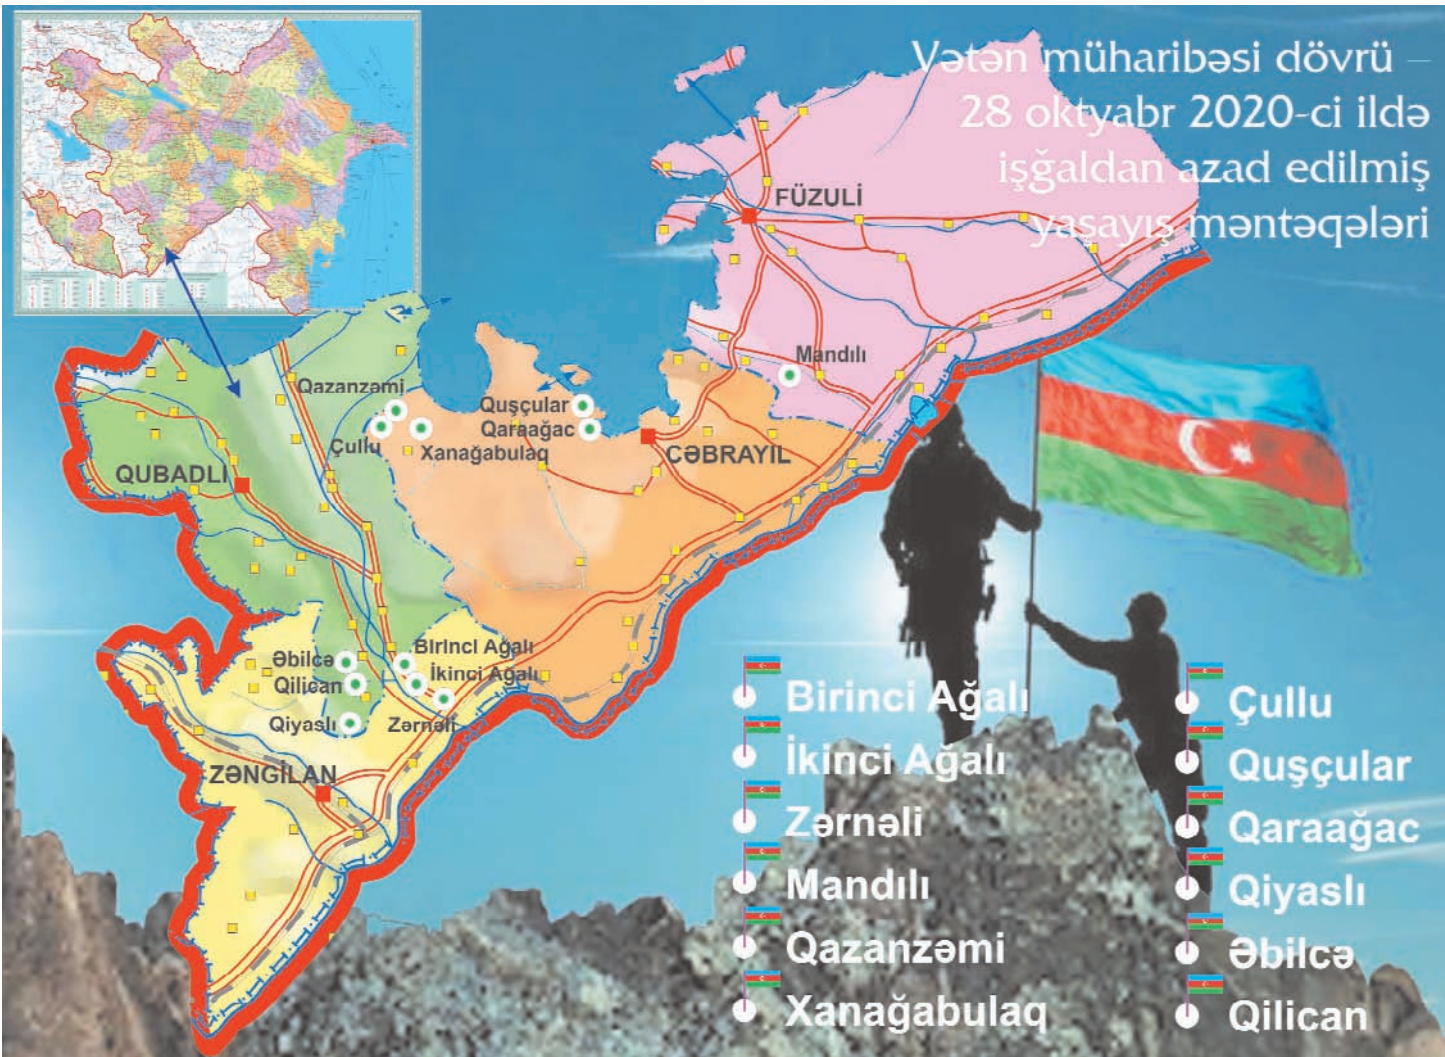 Vətən müharibəsi dövrü –
28 oktyabr 2020-ci ildə
işğaldan azad edilmiş
yaşayış məntəqələri
FÜZULİ
Mandılı
Qazanzəmi
Quşçular
Qaraağac
Çullu
Xanağabulaq
CƏBRAYIL
QUBADLI
Birinci Ağalı
Əbilcə
İkinci Ağalı
Qilican
Qiyaslı
Zərnəli
ZƏNGİLAN
Birinci Ağalı
İkinci Ağalı
Zərnəli
Mandılı
Qazanzəmi
Xanağabulaq
Çullu
Quşçular
Qaraağac
Qiyaslı
Əbilcə
Qilican